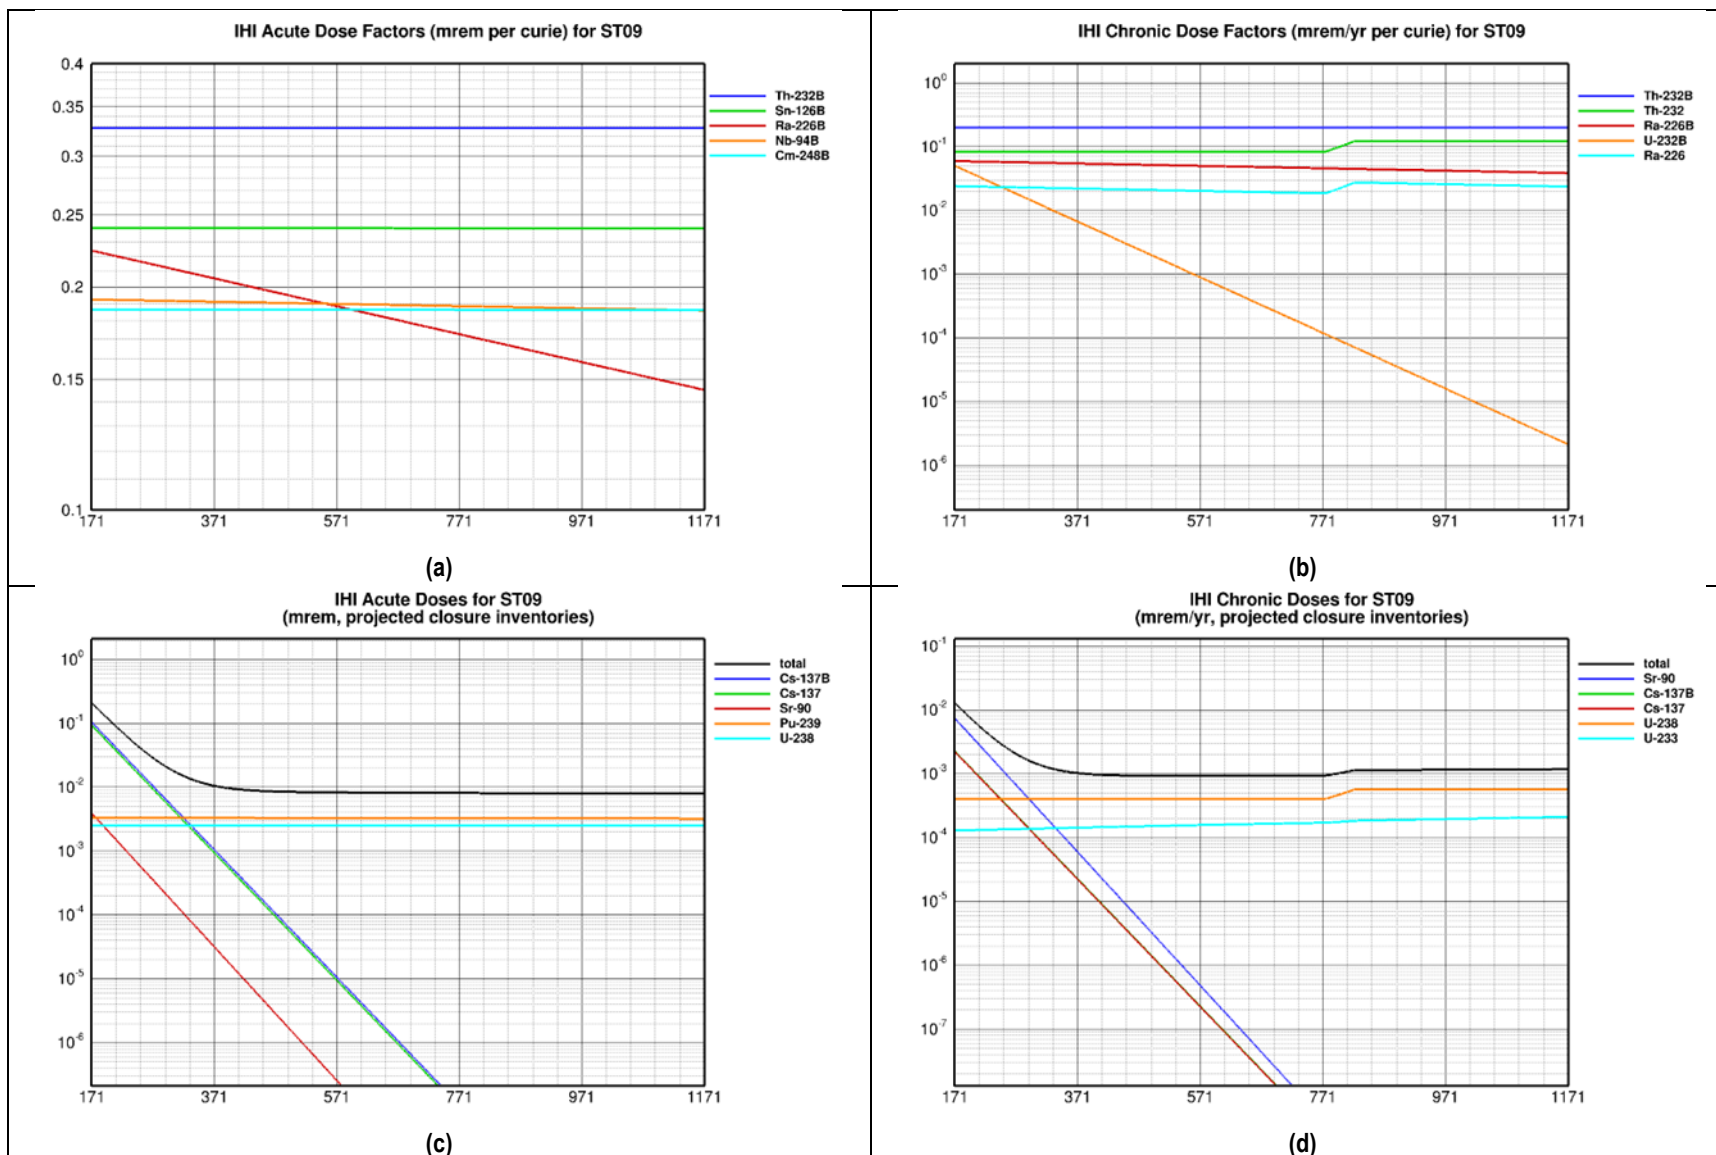 IHI Acute Dose Factors (mrem per curie) for ST09
0.4
0.35
0.3
0.25
0.2
0.15
0.1
171 371 571 771 971 1171
Th-232B
Sn-126B
Ra-226B
Nb-94B
Cm-248B
(a)
IHI Chronic Dose Factors (mrem/yr per curie) for ST09
10^0
10^-1
10^-2
10^-3
10^-4
10^-5
10^-6
171 371 571 771 971 1171
Th-232B
Th-232
Ra-226B
U-232B
Ra-226
(b)
IHI Acute Doses for ST09
(mrem, projected closure inventories)
10^0
10^-1
10^-2
10^-3
10^-4
10^-5
10^-6
171 371 571 771 971 1171
total
Cs-137B
Cs-137
Sr-90
Pu-239
U-238
(c)
IHI Chronic Doses for ST09
(mrem/yr, projected closure inventories)
10^-1
10^-2
10^-3
10^-4
10^-5
10^-6
10^-7
171 371 571 771 971 1171
total
Sr-90
Cs-137B
Cs-137
U-238
U-233
(d)